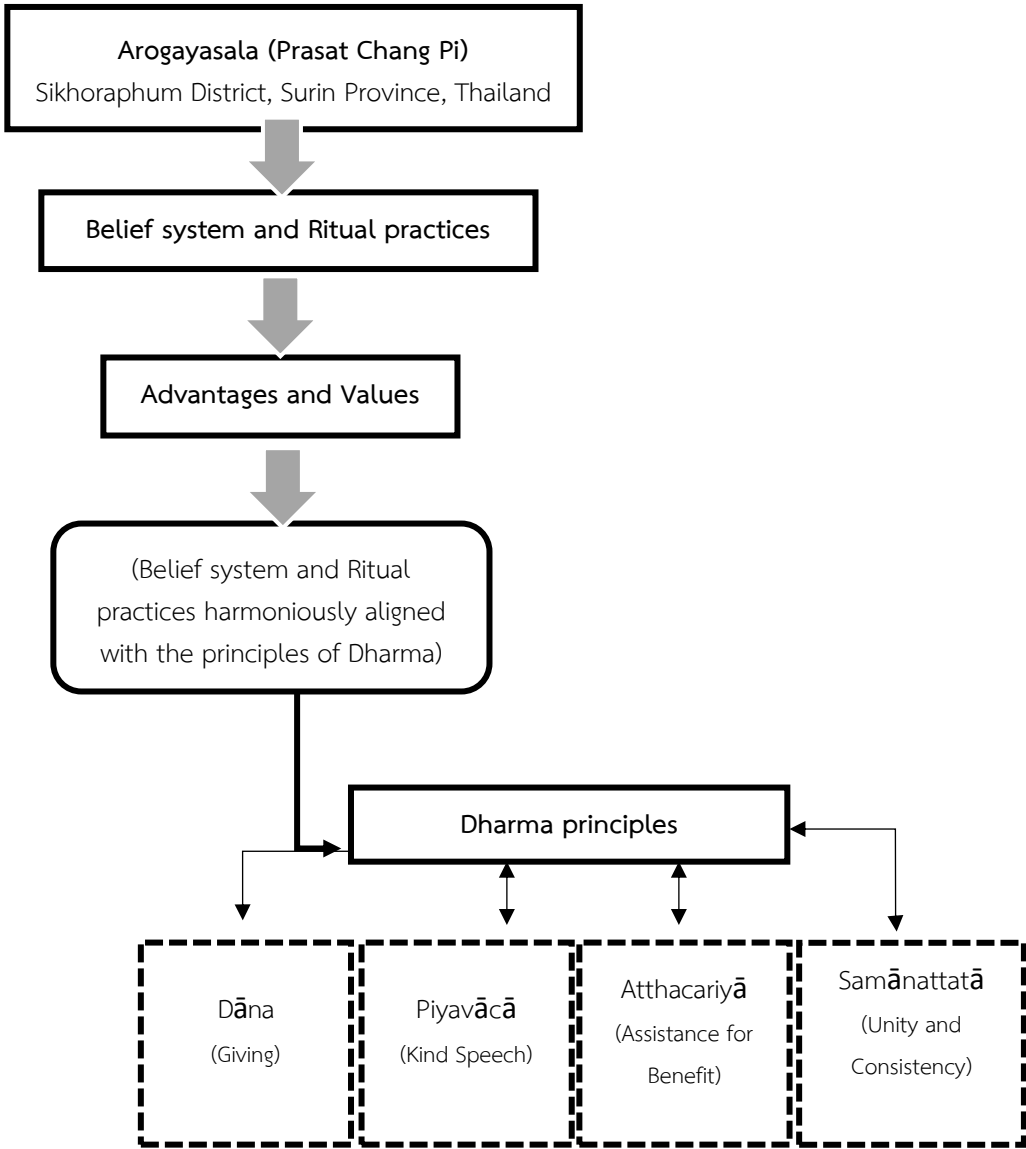 Arogayasala (Prasat Chang Pi)
Sikhoraphum District, Surin Province, Thailand
Belief system and Ritual practices
Advantages and Values
(Belief system and Ritual
practices harmoniously aligned
with the principles of Dharma)
Dharma principles
Dāna
(Giving)
Piyavācā
(Kind Speech)
Atthacariyā
(Assistance for
Benefit)
Samānattatā
(Unity and
Consistency)